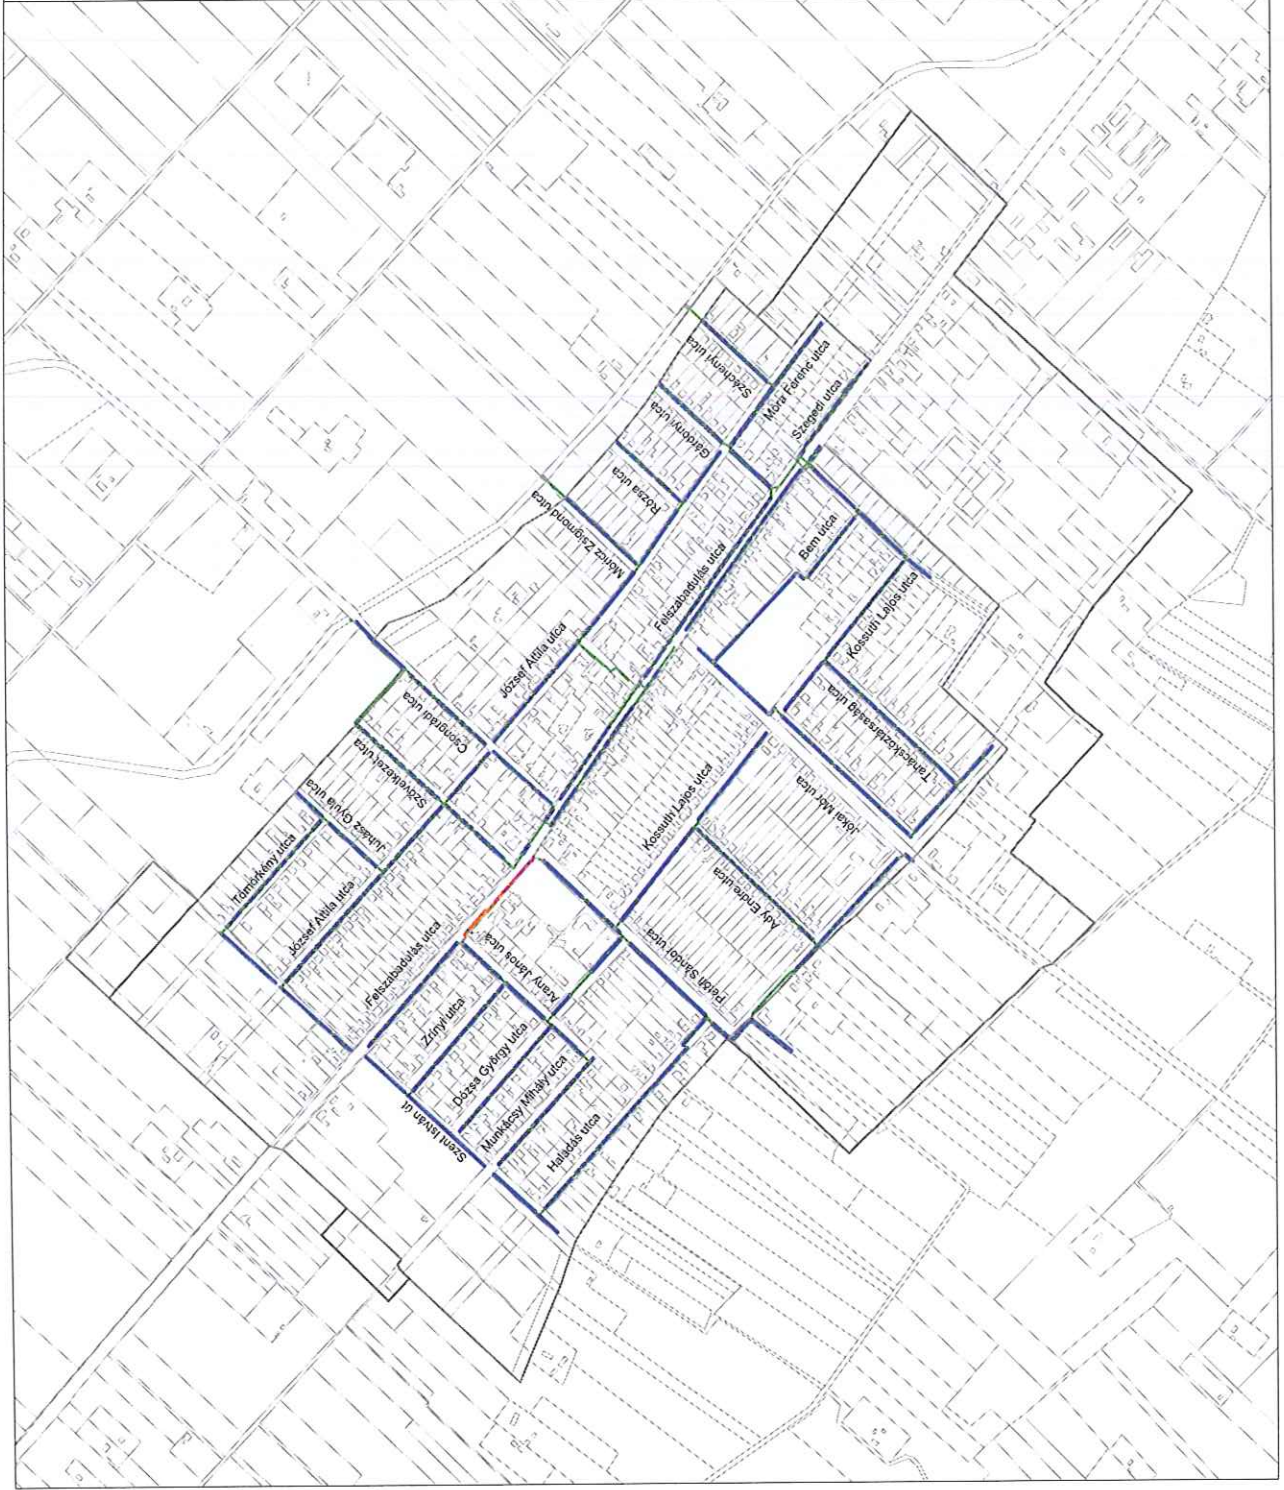 Széchenyi utca
Móra Ferenc utca
Gárdonyi utca
Szegedi utca
Rózsa utca
Móricz Zsigmond utca
Bem utca
Felszabadulás utca
Kossuth Lajos utca
József Attila utca
Csongrádi utca
Tanácsköztársaság utca
Szövetkezet utca
Juhász Gyula utca
Kossuth Lajos utca
Jókai Mór utca
Tömörkény utca
József Attila utca
Ady Endre utca
Felszabadulás utca
Arany János utca
Petőfi Sándor utca
Zrínyi utca
Dózsa György utca
Munkácsy Mihály utca
Szent István út
Haladás utca